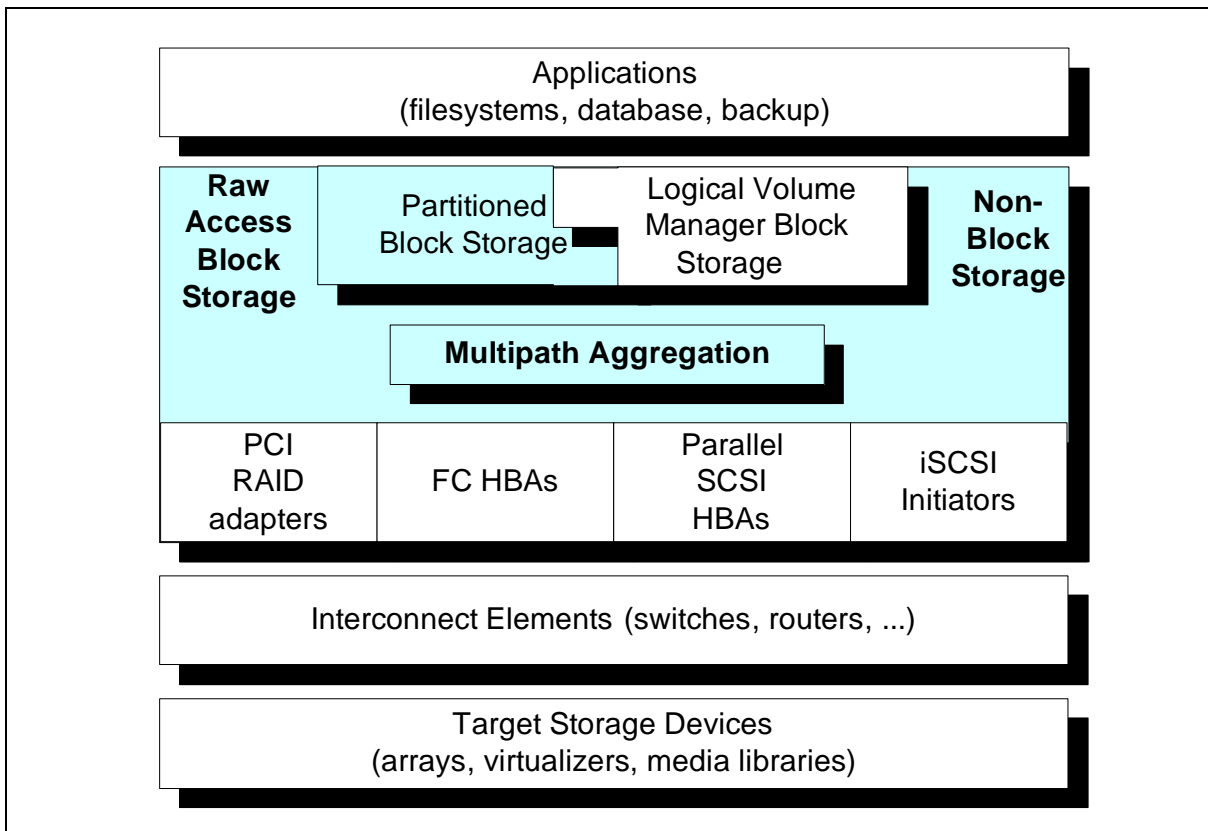 Applications
(filesystems, database, backup)
Raw
Access
Block
Storage
Partitioned
Block Storage
Logical Volume
Manager Block
Storage
Non-
Block
Storage
Multipath Aggregation
PCI
RAID
adapters
FC HBAs
Parallel
SCSI
HBAs
iSCSI
Initiators
Interconnect Elements (switches, routers, ...)
Target Storage Devices
(arrays, virtualizers, media libraries)